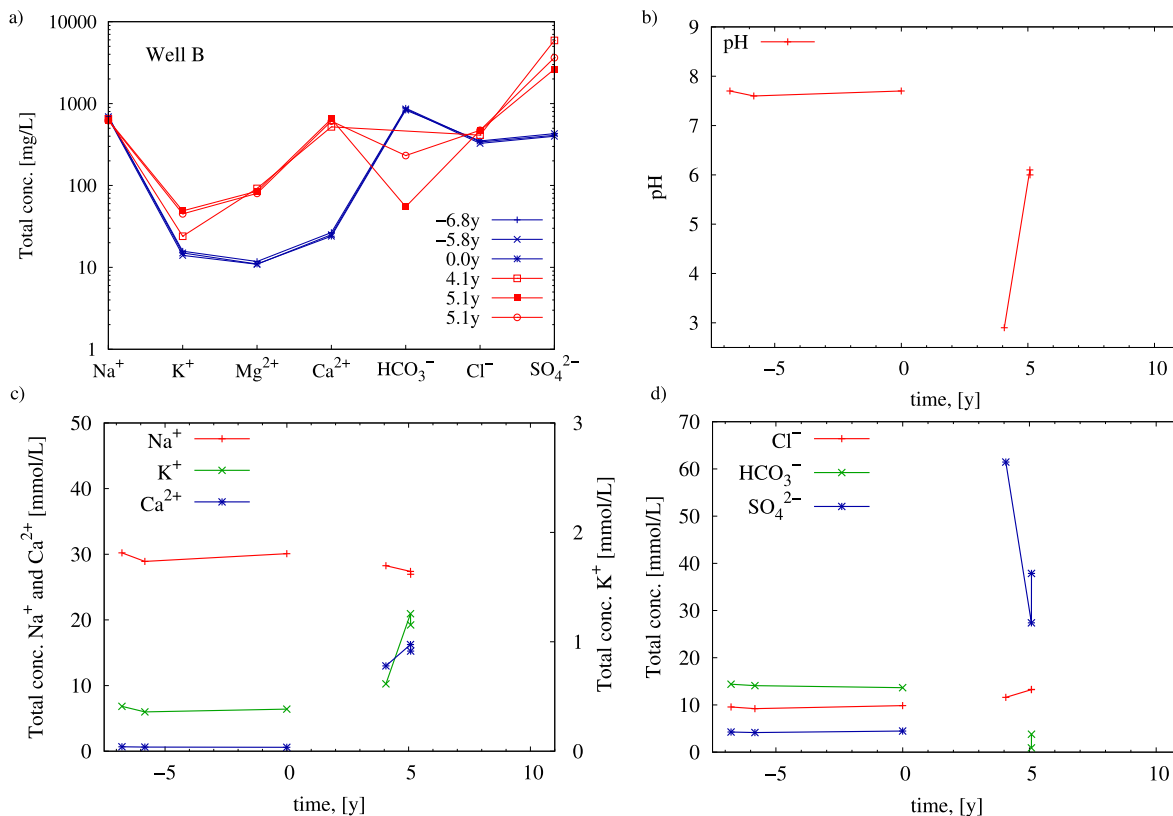 a)
10000
1000
100
10
1
Total conc. [mg/L]
Well B
−6.8y
−5.8y
0.0y
4.1y
5.1y
5.1y
Na⁺ K⁺ Mg²⁺ Ca²⁺ HCO₃⁻ Cl⁻ SO₄²⁻
b)
pH
9
8
7
6
5
4
3
pH
−5 0 5 10
time, [y]
c)
50
40
30
20
10
0
Total conc. Na⁺ and Ca²⁺ [mmol/L]
Na⁺
K⁺
Ca²⁺
3
2
1
0
Total conc. K⁺ [mmol/L]
−5 0 5 10
time, [y]
d)
70
60
50
40
30
20
10
0
Total conc. [mmol/L]
Cl⁻
HCO₃⁻
SO₄²⁻
−5 0 5 10
time, [y]